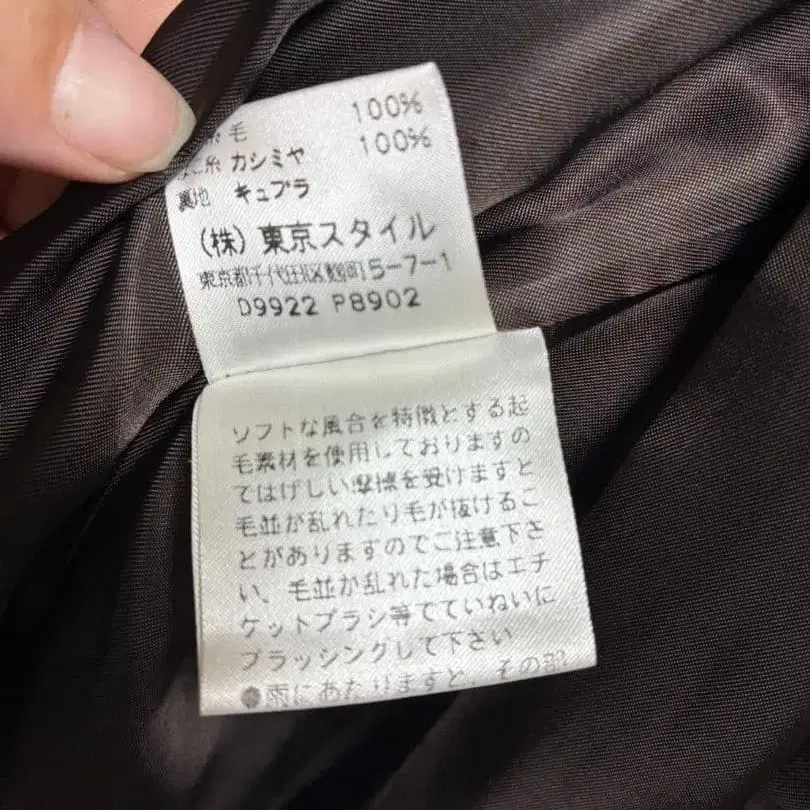 糸 毛 100%
糸 カシミヤ 100%
裏地 キュプラ
(株) 東京スタイル
東京都千代田区麹町5-7-1
D9922 P8902
ソフトな風合を特徴とする起
毛素材を使用しておりますの
ではげしい摩擦を受けますと
毛並が乱れたり毛が抜けるこ
とがありますのでご注意下さ
い、毛並が乱れた場合はエチ
ケットブラシ等でていねいに
ブラッシングして下さい
●雨にあたりますと、その部